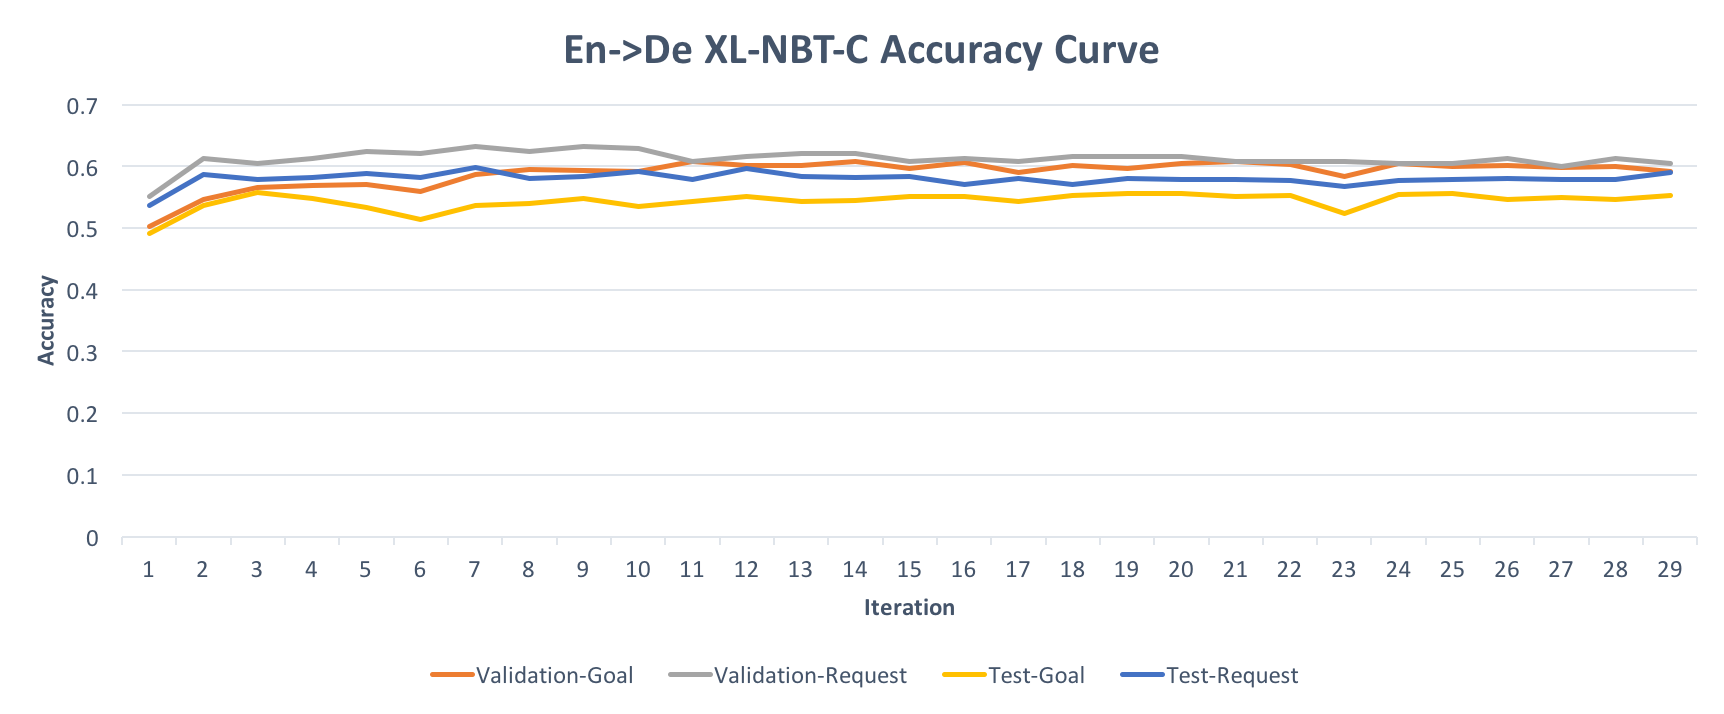 En->De XL-NBT-C Accuracy Curve
0.7
0.6
0.5
0.4
0.3
0.2
0.1
0
Accuracy
1 2 3 4 5 6 7 8 9 10 11 12 13 14 15 16 17 18 19 20 21 22 23 24 25 26 27 28 29
Iteration
Validation-Goal Validation-Request Test-Goal Test-Request